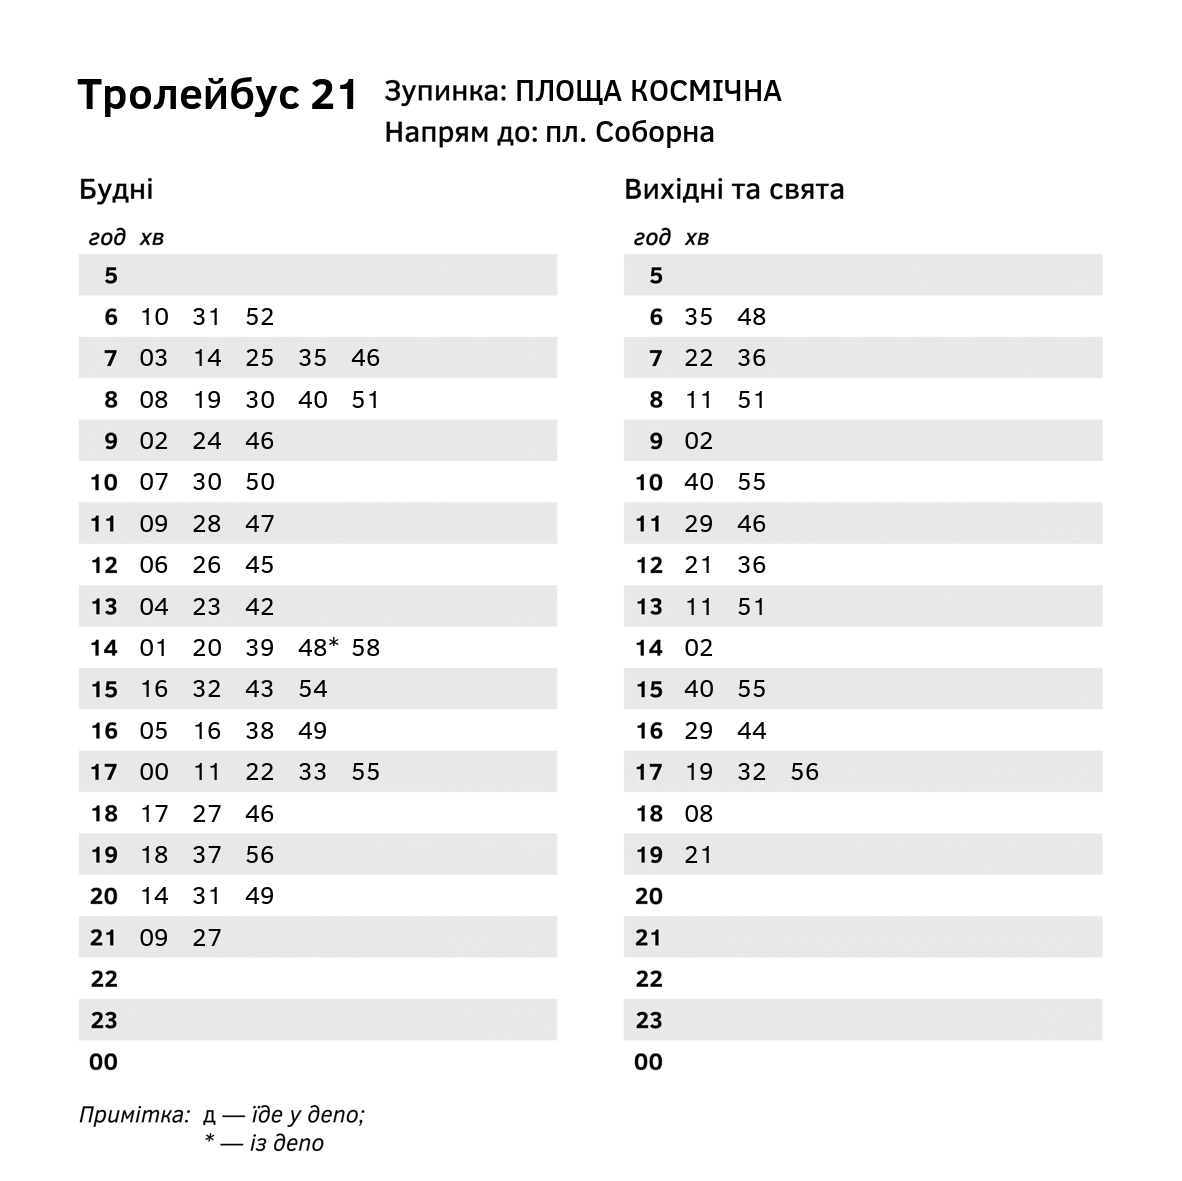 Тролейбус 21
Зупинка: ПЛОЩА КОСМІЧНА
Напрям до: пл. Соборна
Будні
год хв
5
6 10 31 52
7 03 14 25 35 46
8 08 19 30 40 51
9 02 24 46
10 07 30 50
11 09 28 47
12 06 26 45
13 04 23 42
14 01 20 39 48* 58
15 16 32 43 54
16 05 16 38 49
17 00 11 22 33 55
18 17 27 46
19 18 37 56
20 14 31 49
21 09 27
22
23
00
Вихідні та свята
год хв
5
6 35 48
7 22 36
8 11 51
9 02
10 40 55
11 29 46
12 21 36
13 11 51
14 02
15 40 55
16 29 44
17 19 32 56
18 08
19 21
20
21
22
23
00
Примітка: д — їде у депо;
* — із депо